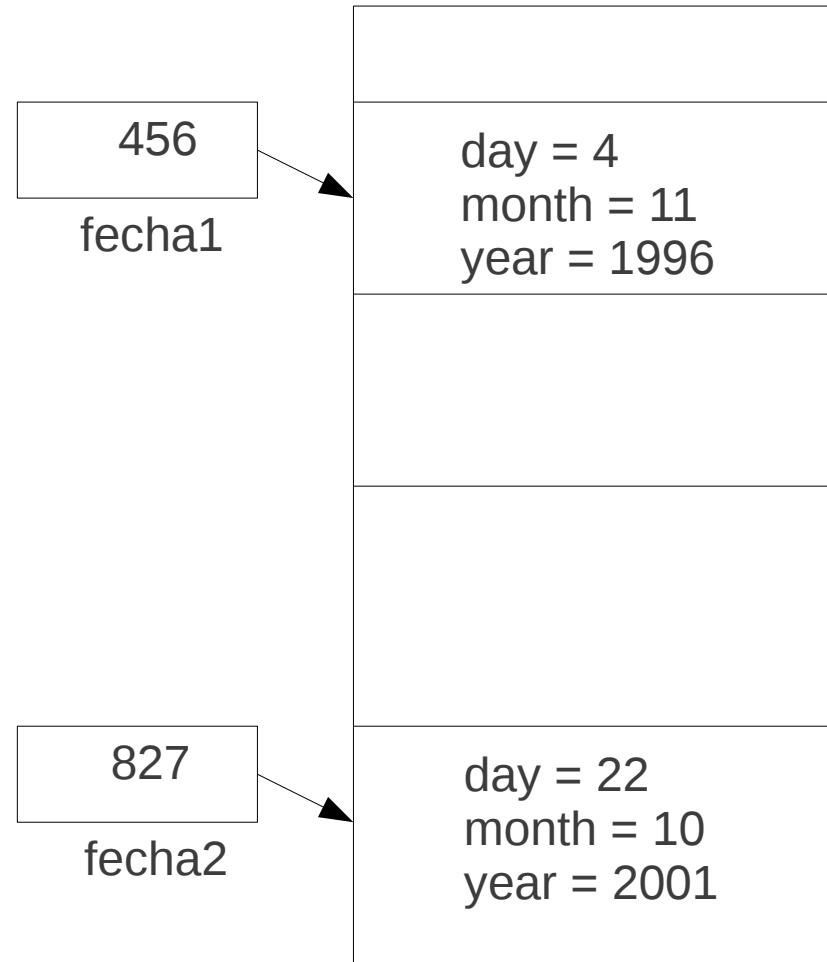 456
fecha1
day = 4
month = 11
year = 1996
827
fecha2
day = 22
month = 10
year = 2001